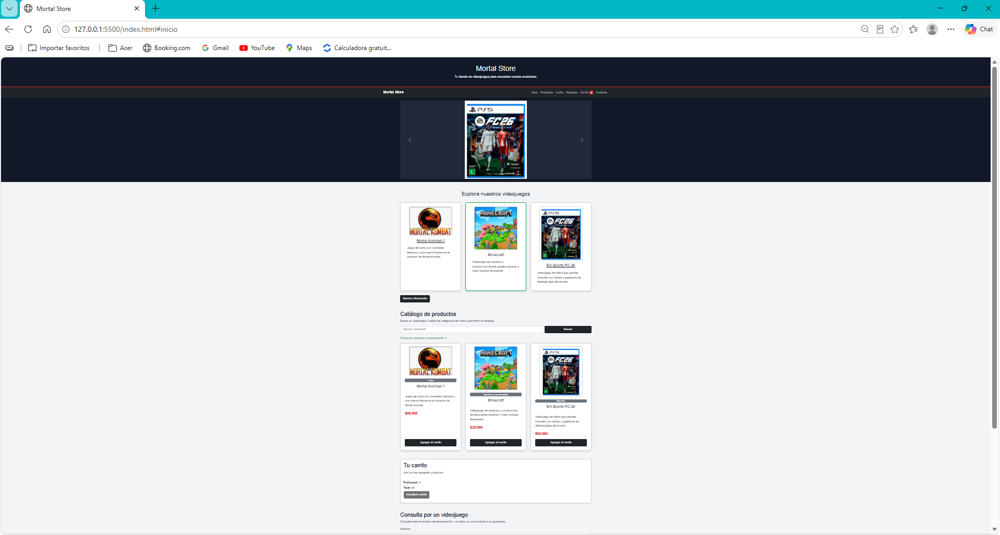 Mortal Store
127.0.0.1:5500/index.html#inicio
Chat
Importar favoritos
Acer
Booking.com
Gmail
YouTube
Maps
Calculadora gratuit...
Mortal Store
Tu tienda de videojuegos para encontrar nuevas aventuras.
Mortal Store
Inicio Productos Lucha Deportes Carrito 0 Contacto
PS5
EA SPORTS FC26
L
Explora nuestros videojuegos
MORTAL KOMBAT
Mortal Kombat 1
Juego de lucha con combates
intensos y una nueva historia en el
universo de Mortal Kombat.
MINECRAFT
Minecraft
Videojuego de aventura y
construcción donde puedes explorar y
crear mundos libremente.
PS5
FC26
L
EA Sports FC 26
Videojuego de fútbol que permite
competir con clubes y jugadores de
distintas ligas del mundo.
Mostrar información
Catálogo de productos
Busca un videojuego o utiliza las categorías del menú para filtrar el catálogo.
Ejemplo: Minecraft
Buscar
Productos cargados correctamente: 3.
MORTAL KOMBAT
Lucha
Mortal Kombat 1
Juego de lucha con combates intensos y
una nueva historia en el universo de
Mortal Kombat.
$49.990
Agregar al carrito
MINECRAFT
Aventura y construcción
Minecraft
Videojuego de aventura y construcción
donde puedes explorar y crear mundos
libremente.
$29.990
Agregar al carrito
PS5
FC26
Deportes
EA Sports FC 26
Videojuego de fútbol que permite
competir con clubes y jugadores de
distintas ligas del mundo.
$59.990
Agregar al carrito
Tu carrito
Aún no has agregado productos.
Productos: 0
Total: $0
Actualizar carrito
Consulta por un videojuego
Completa este formulario de demostración. Los datos no se enviarán ni se guardarán.
Nombre